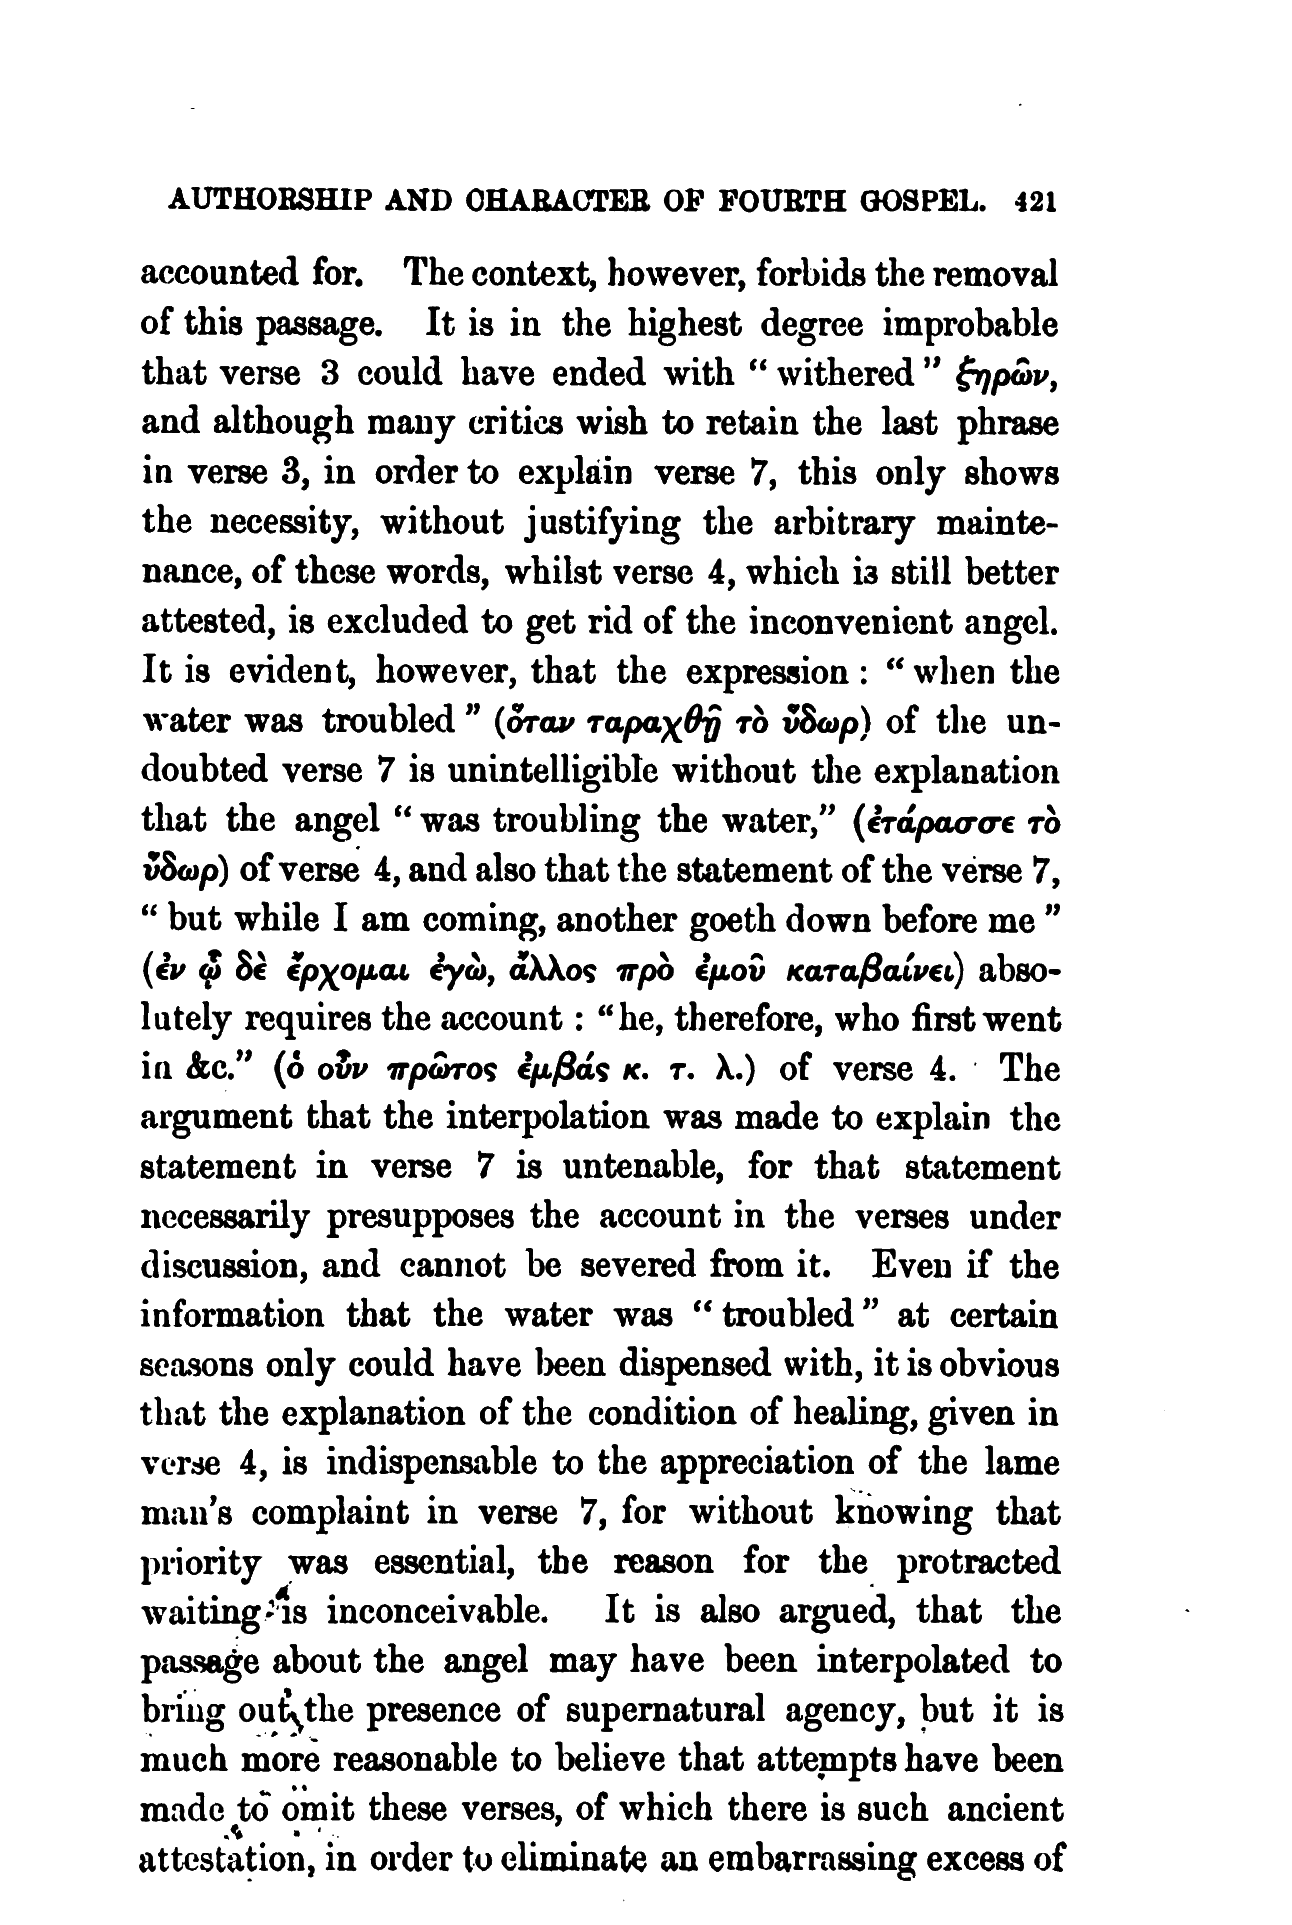 AUTHORSHIP AND CHARACTER OF FOURTH GOSPEL. 421
accounted for. The context, however, forbids the removal
of this passage. It is in the highest degree improbable
that verse 3 could have ended with “ withered ” ξηρῶν,
and although many critics wish to retain the last phrase
in verse 3, in order to explain verse 7, this only shows
the necessity, without justifying the arbitrary mainte-
nance, of these words, whilst verse 4, which is still better
attested, is excluded to get rid of the inconvenient angel.
It is evident, however, that the expression : “ when the
water was troubled ” (ὅταν ταραχθῇ τὸ ὕδωρ) of the un-
doubted verse 7 is unintelligible without the explanation
that the angel “ was troubling the water,” (ἐτάρασσε τὸ
ὕδωρ) of verse 4, and also that the statement of the verse 7,
“ but while I am coming, another goeth down before me ”
(ἐν ᾧ δὲ ἔρχομαι ἐγὼ, ἄλλος πρὸ ἐμοῦ καταβαίνει) abso-
lutely requires the account : “he, therefore, who first went
in &c.” (ὁ οὖν πρῶτος ἐμβάς κ. τ. λ.) of verse 4. The
argument that the interpolation was made to explain the
statement in verse 7 is untenable, for that statement
necessarily presupposes the account in the verses under
discussion, and cannot be severed from it. Even if the
information that the water was “ troubled ” at certain
seasons only could have been dispensed with, it is obvious
that the explanation of the condition of healing, given in
verse 4, is indispensable to the appreciation of the lame
man's complaint in verse 7, for without knowing that
priority was essential, the reason for the protracted
waiting is inconceivable. It is also argued, that the
passage about the angel may have been interpolated to
bring out the presence of supernatural agency, but it is
much more reasonable to believe that attempts have been
made to omit these verses, of which there is such ancient
attestation, in order to eliminate an embarrassing excess of